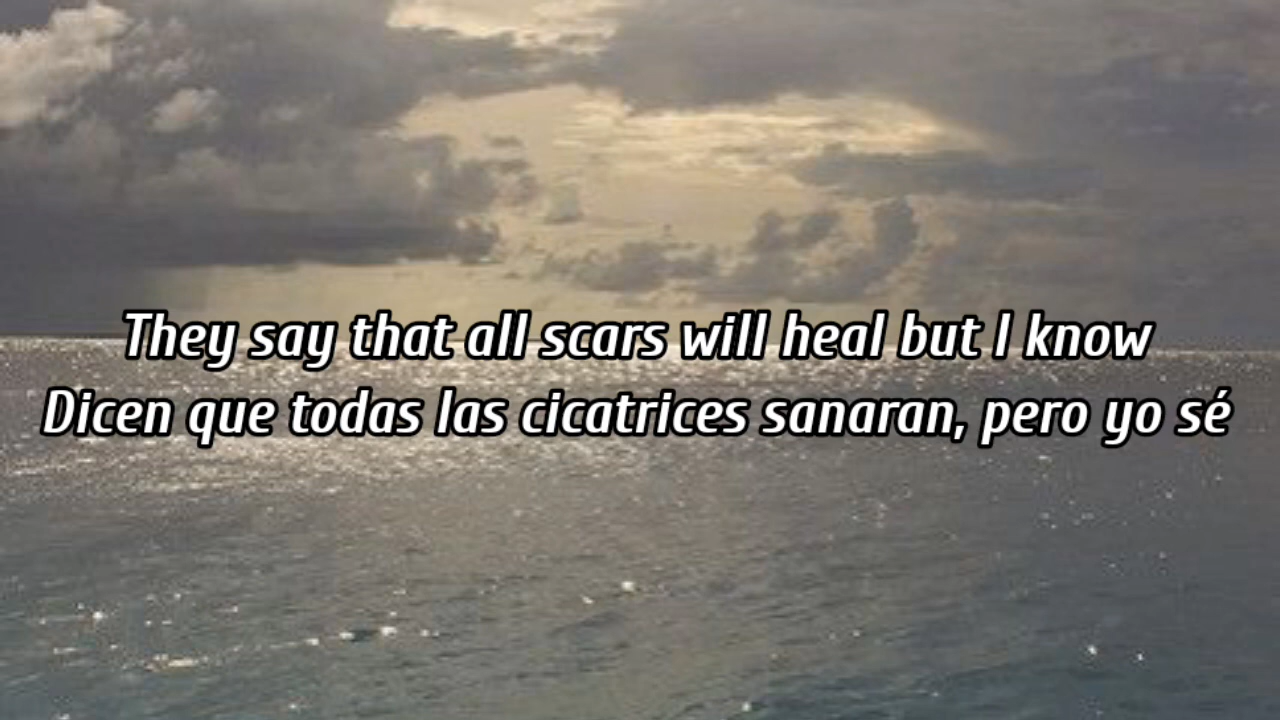 They say that all scars will heal but I know
Dicen que todas las cicatrices sanaran, pero yo sé